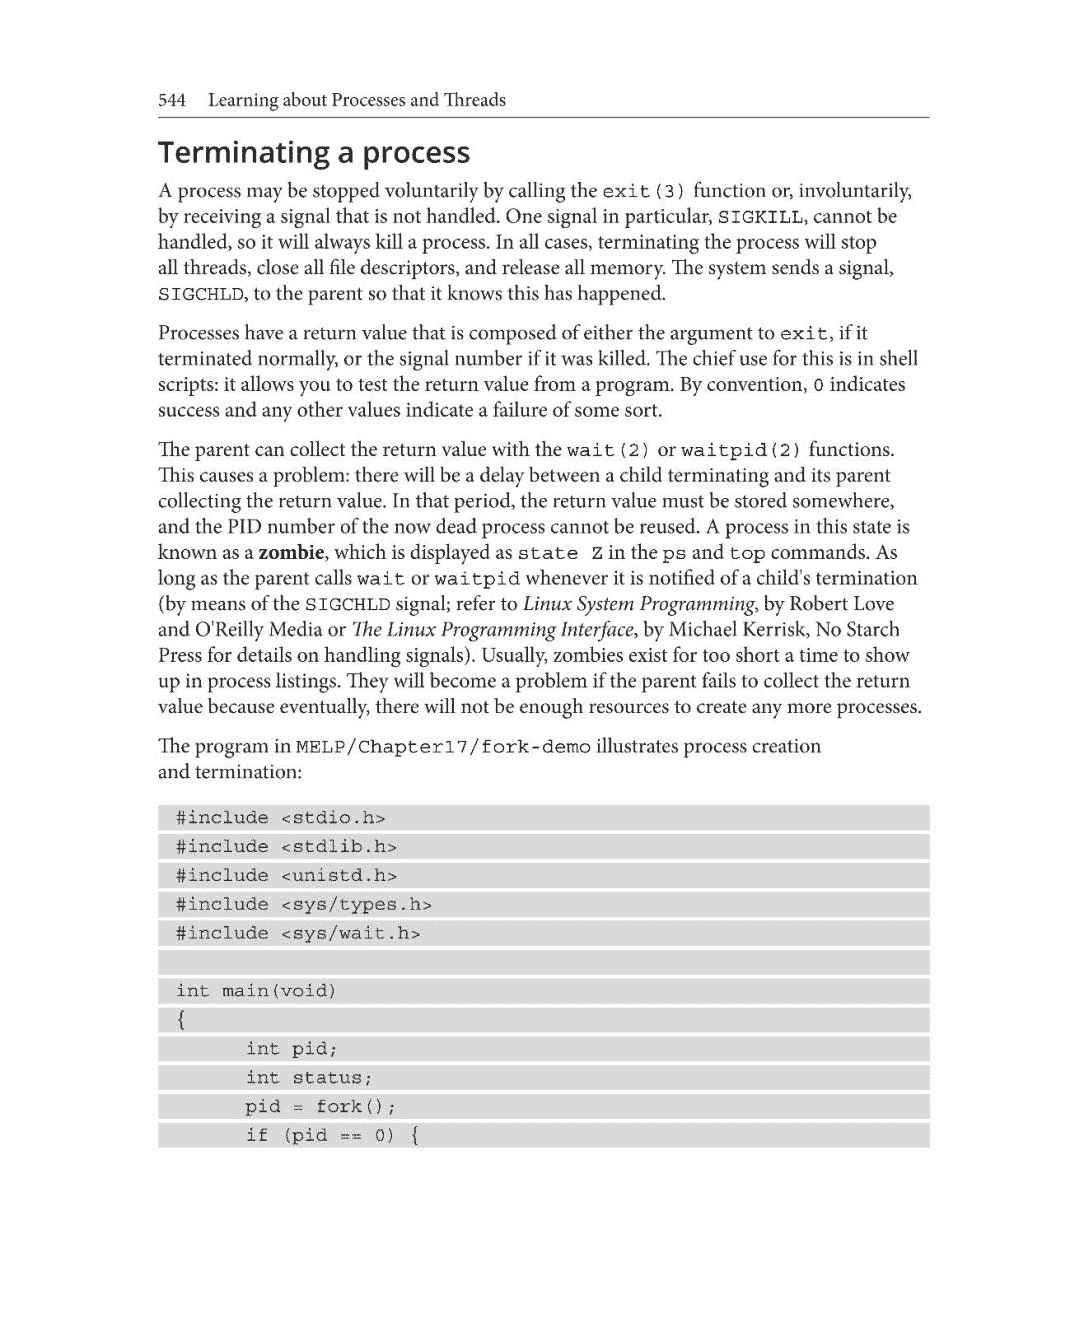 544 Learning about Processes and Threads
Terminating a process
A process may be stopped voluntarily by calling the exit(3) function or, involuntarily,
by receiving a signal that is not handled. One signal in particular, SIGKILL, cannot be
handled, so it will always kill a process. In all cases, terminating the process will stop
all threads, close all file descriptors, and release all memory. The system sends a signal,
SIGCHLD, to the parent so that it knows this has happened.
Processes have a return value that is composed of either the argument to exit, if it
terminated normally, or the signal number if it was killed. The chief use for this is in shell
scripts: it allows you to test the return value from a program. By convention, 0 indicates
success and any other values indicate a failure of some sort.
The parent can collect the return value with the wait(2) or waitpid(2) functions.
This causes a problem: there will be a delay between a child terminating and its parent
collecting the return value. In that period, the return value must be stored somewhere,
and the PID number of the now dead process cannot be reused. A process in this state is
known as a zombie, which is displayed as state Z in the ps and top commands. As
long as the parent calls wait or waitpid whenever it is notified of a child's termination
(by means of the SIGCHLD signal; refer to Linux System Programming, by Robert Love
and O'Reilly Media or The Linux Programming Interface, by Michael Kerrisk, No Starch
Press for details on handling signals). Usually, zombies exist for too short a time to show
up in process listings. They will become a problem if the parent fails to collect the return
value because eventually, there will not be enough resources to create any more processes.
The program in MELP/Chapter17/fork-demo illustrates process creation
and termination:
#include <stdio.h>
#include <stdlib.h>
#include <unistd.h>
#include <sys/types.h>
#include <sys/wait.h>
int main(void)
{
int pid;
int status;
pid = fork();
if (pid == 0) {